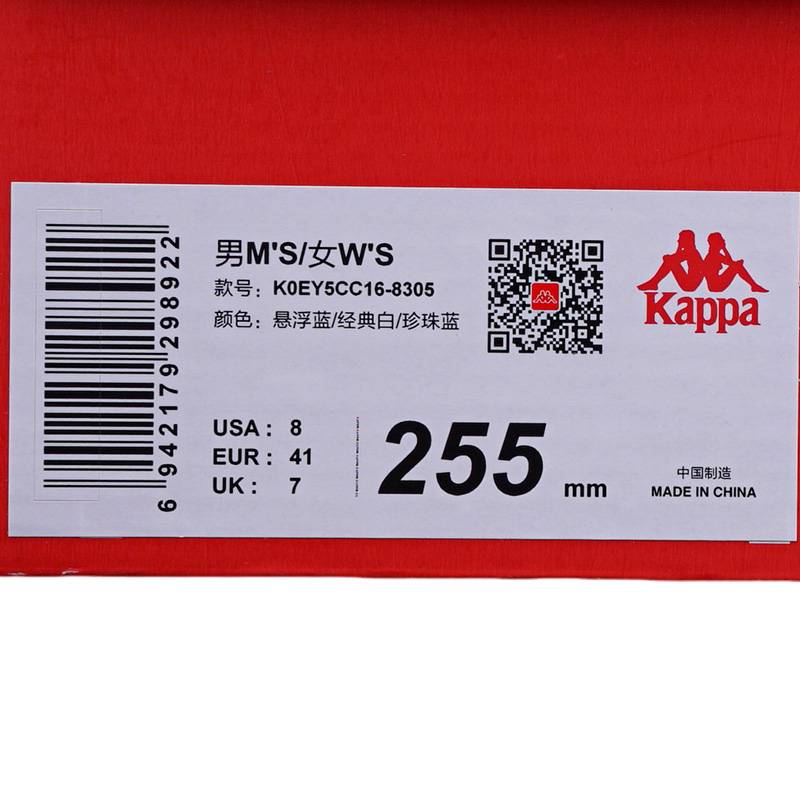 6 942179 298922
男M'S/女W'S
款号：K0EY5CC16-8305
颜色：悬浮蓝/经典白/珍珠蓝
Kappa
USA : 8
EUR : 41
UK : 7
255 mm
中国制造
MADE IN CHINA